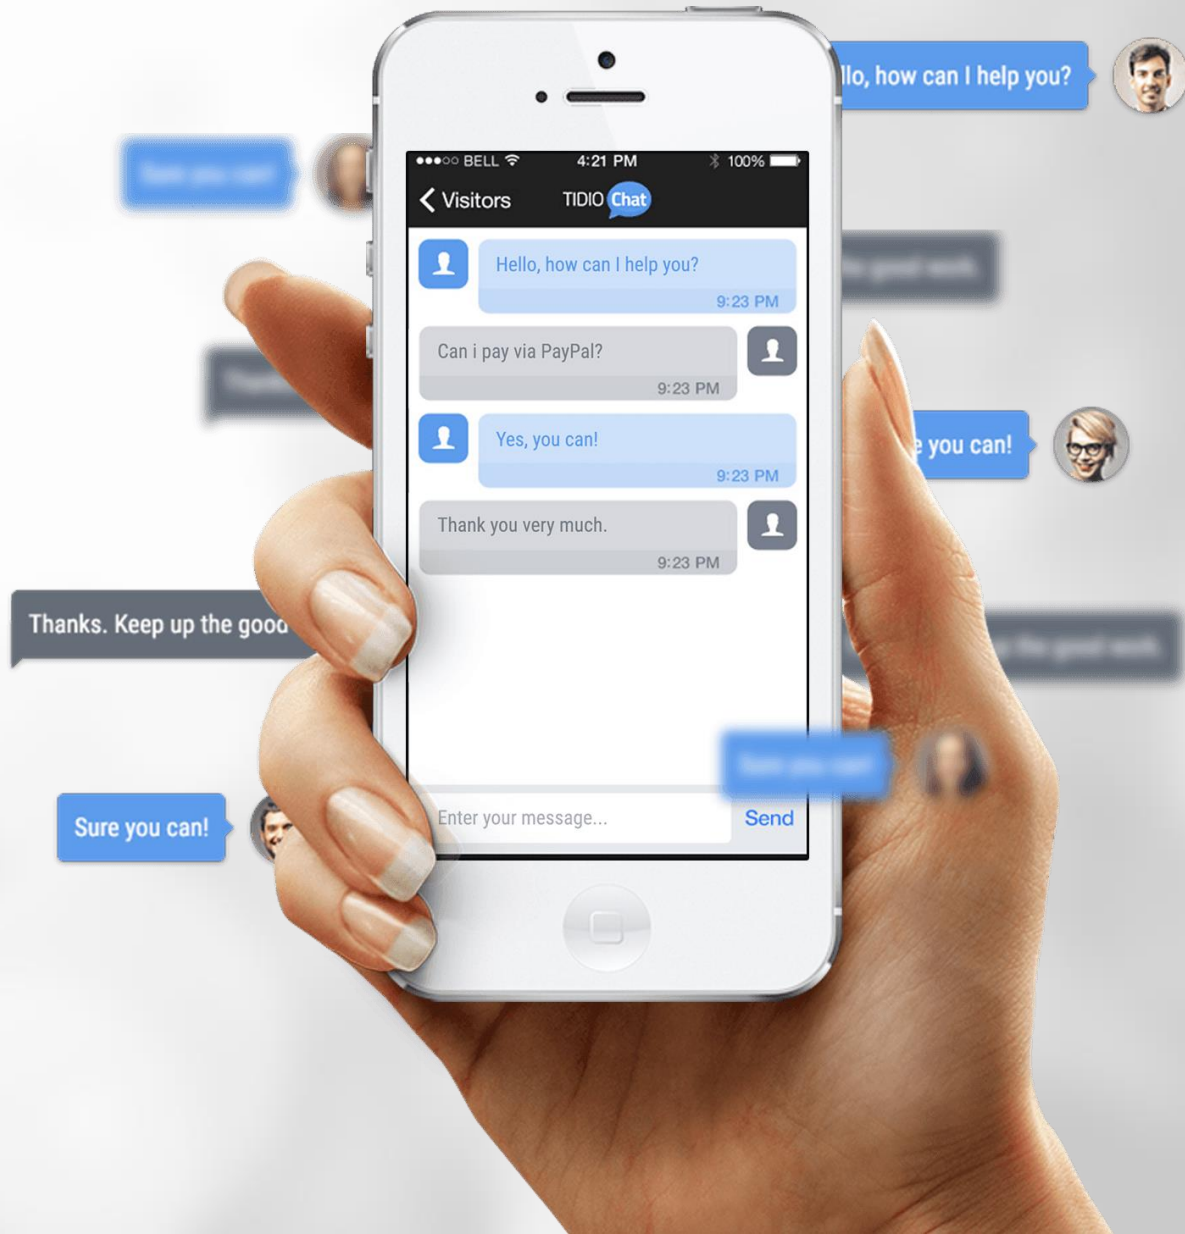 llo, how can I help you?
BELL 4:21 PM 100%
Visitors TIDIO Chat
Hello, how can I help you?
9:23 PM
Can i pay via PayPal?
9:23 PM
Yes, you can!
9:23 PM
you can!
Thank you very much.
9:23 PM
Thanks. Keep up the good
Enter your message... Send
Sure you can!